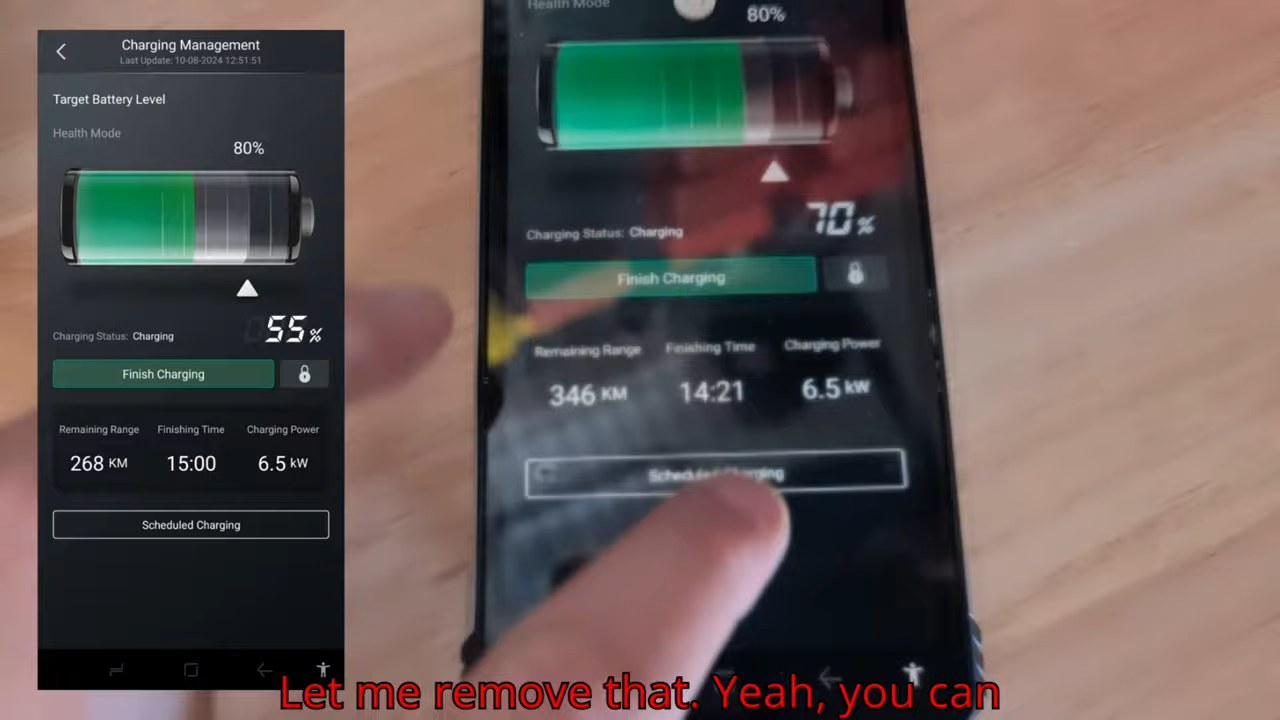 Charging Management
Last Update: 10-08-2024 12:51:51
Target Battery Level
Health Mode
80%
Charging Status: Charging
55%
Finish Charging
Remaining Range Finishing Time Charging Power
268 KM 15:00 6.5 kW
Scheduled Charging
Health Mode
80%
Charging Status: Charging
70%
Finish Charging
Remaining Range Finishing Time Charging Power
346 KM 14:21 6.5 kW
Scheduled Charging
Let me remove that. Yeah, you can